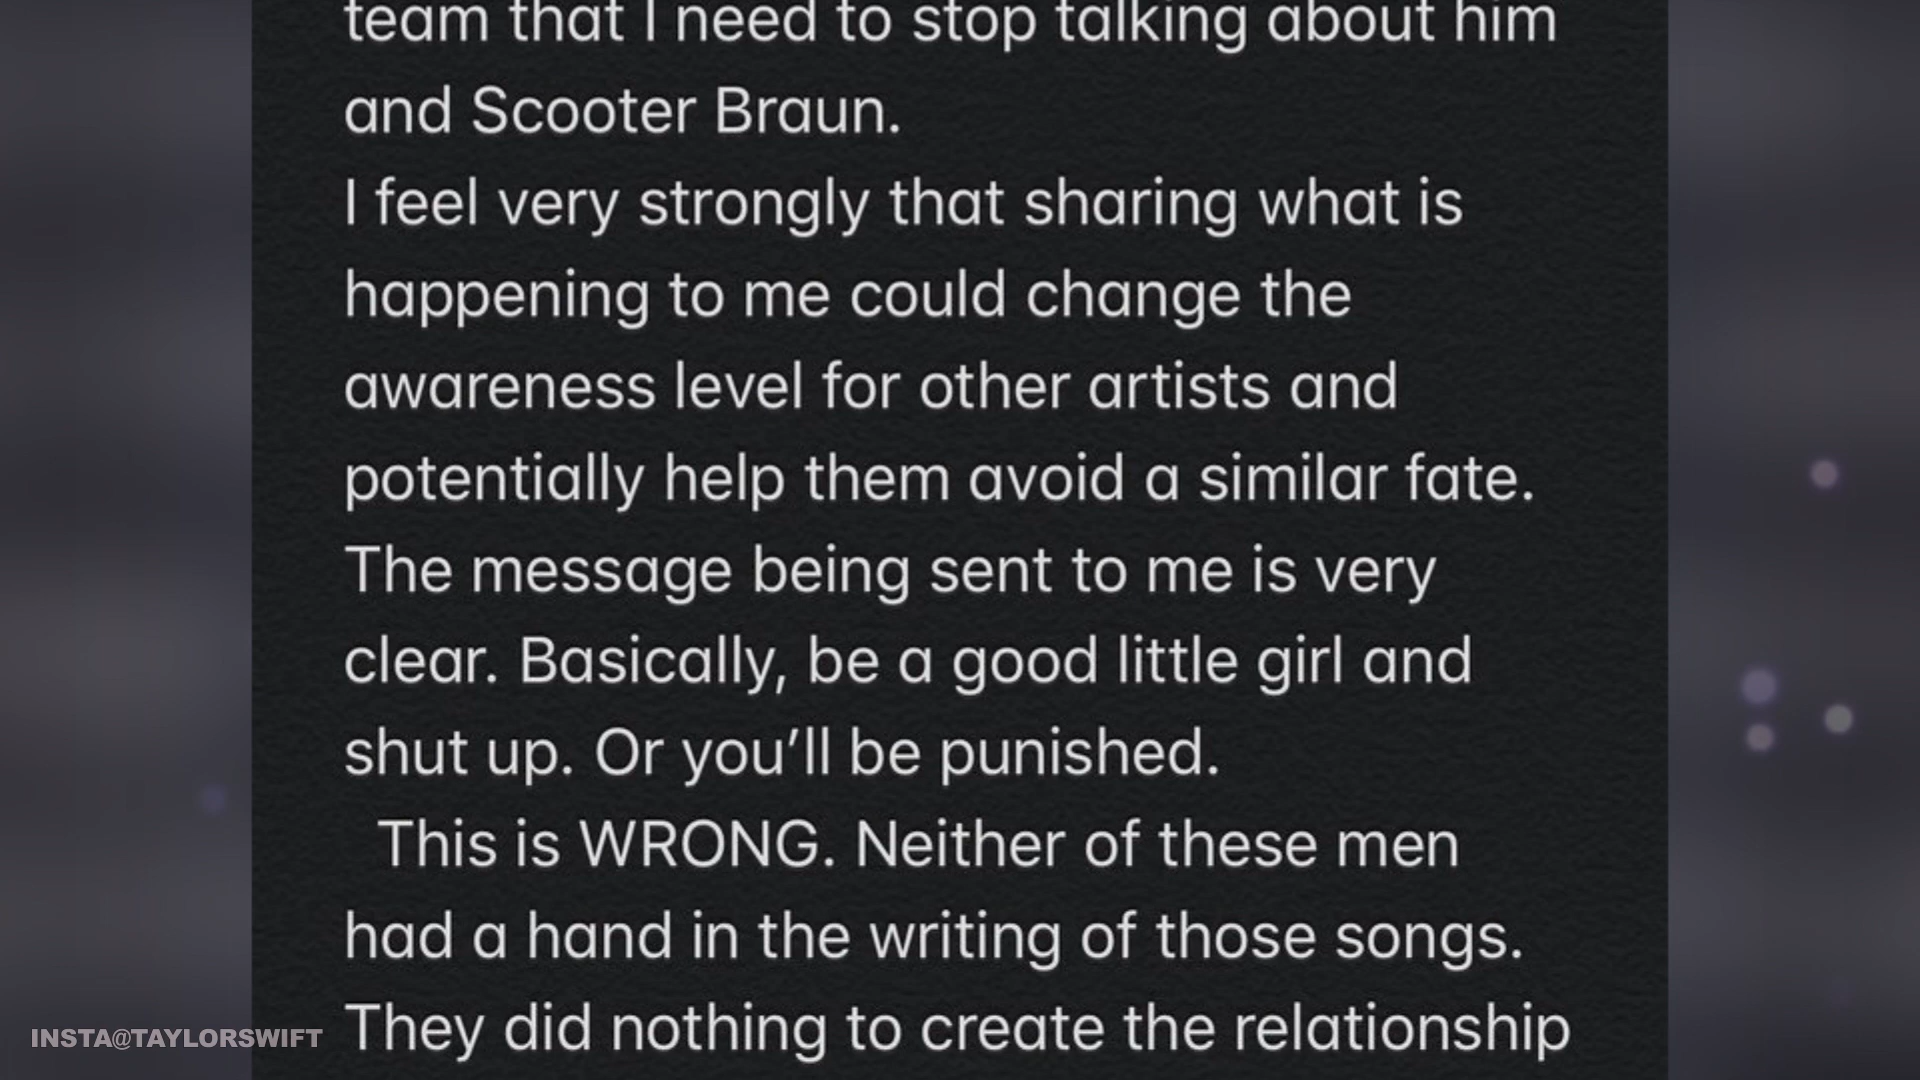 team that I need to stop talking about him
and Scooter Braun.
I feel very strongly that sharing what is
happening to me could change the
awareness level for other artists and
potentially help them avoid a similar fate.
The message being sent to me is very
clear. Basically, be a good little girl and
shut up. Or you’ll be punished.
This is WRONG. Neither of these men
had a hand in the writing of those songs.
They did nothing to create the relationship
INSTA@TAYLORSWIFT